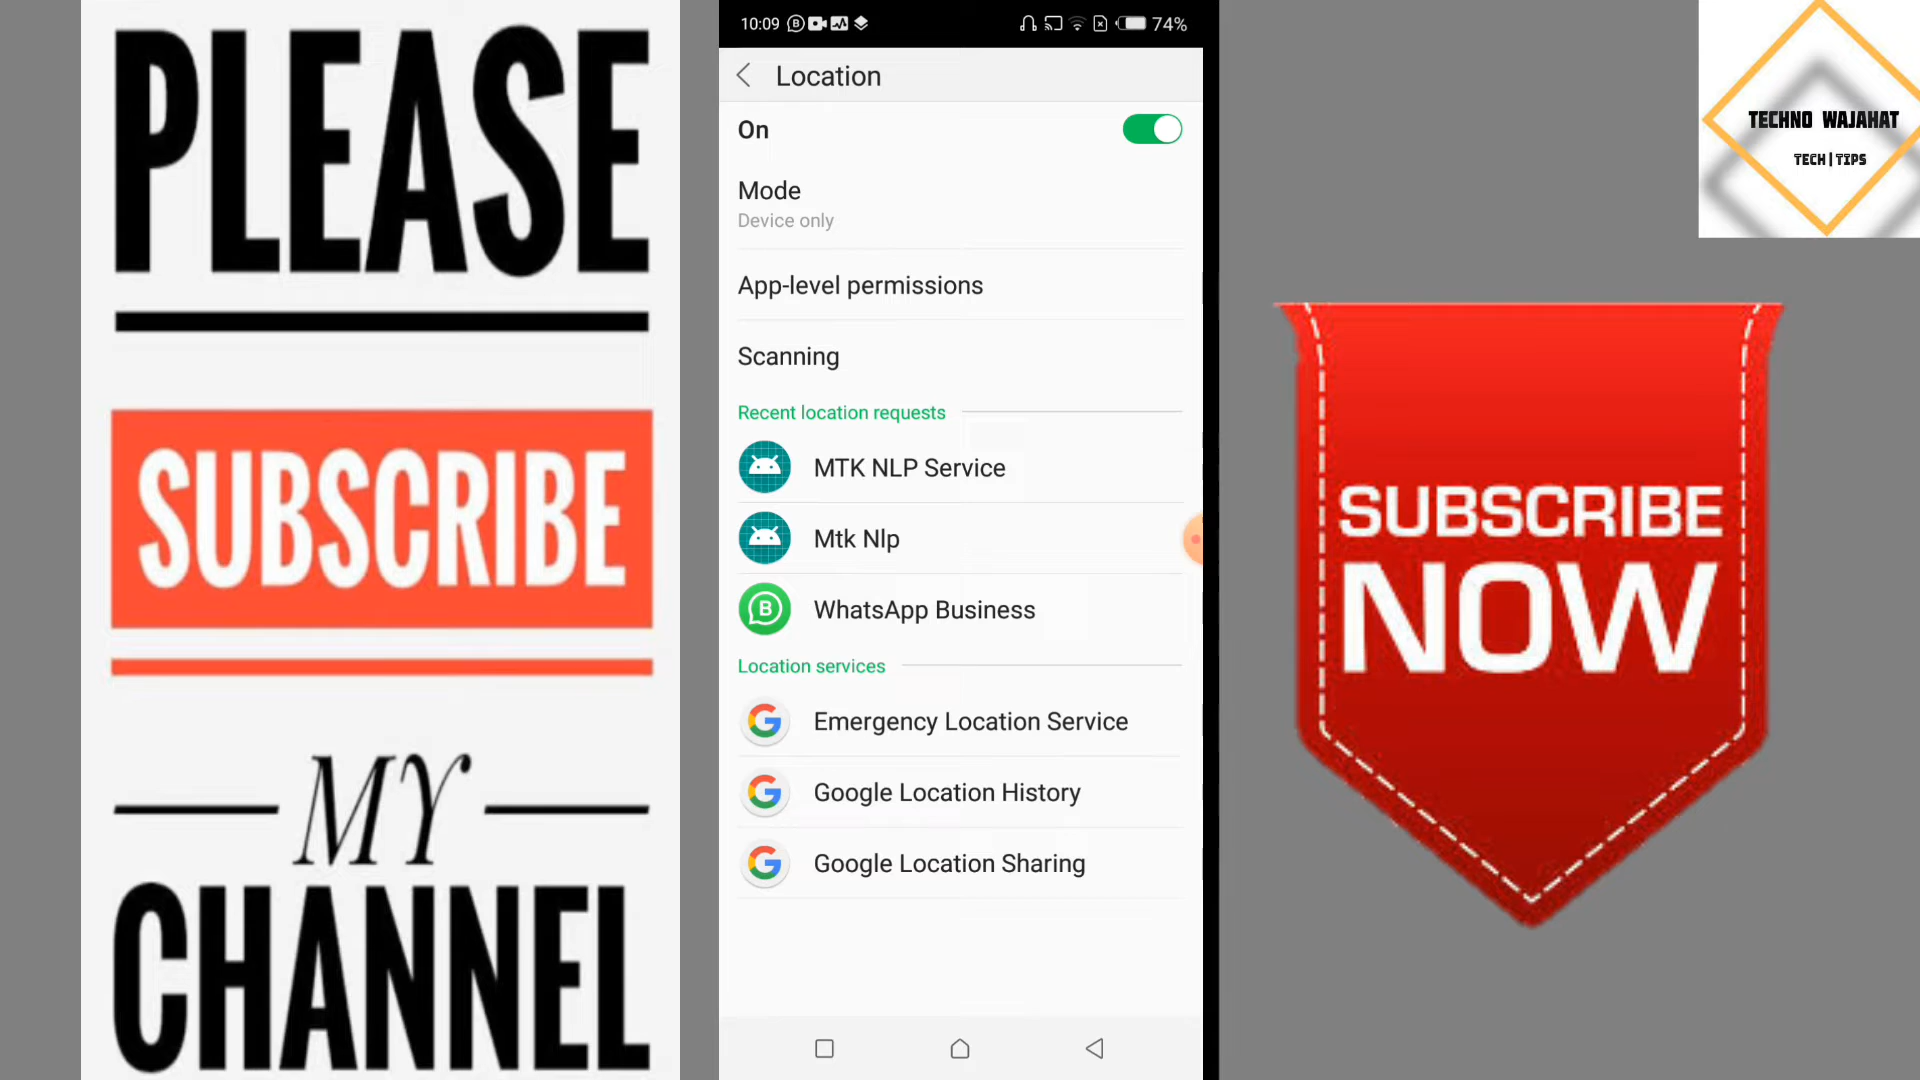 PLEASE
SUBSCRIBE
MY
CHANNEL
10:09
74%
Location
On
Mode
Device only
App-level permissions
Scanning
Recent location requests
MTK NLP Service
Mtk Nlp
WhatsApp Business
Location services
Emergency Location Service
Google Location History
Google Location Sharing
TECHNO WAJAHAT
TECH|TIPS
SUBSCRIBE
NOW